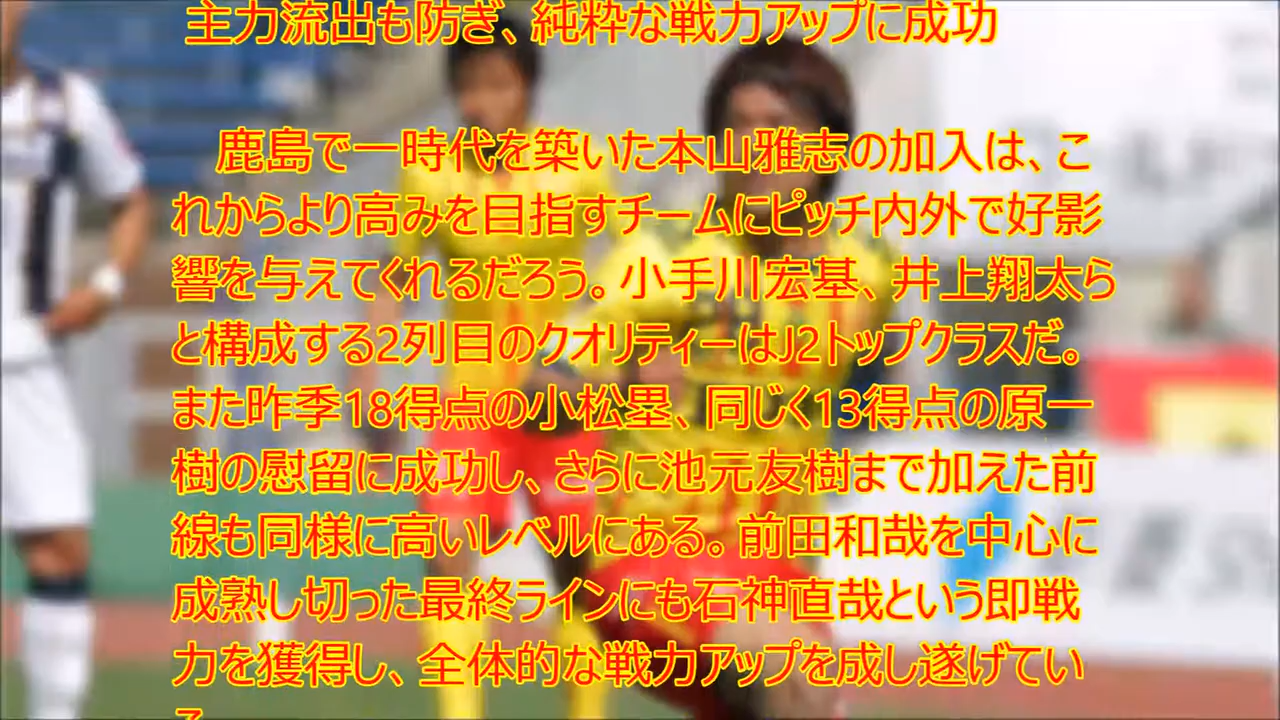 主力流出も防ぎ、純粋な戦力アップに成功
鹿島で一時代を築いた本山雅志の加入は、こ
れからより高みを目指すチームにピッチ内外で好影
響を与えてくれるだろう。小手川宏基、井上翔太ら
と構成する2列目のクオリティーはJ2トップクラスだ。
また昨季18得点の小松塁、同じく13得点の原一
樹の慰留に成功し、さらに池元友樹まで加えた前
線も同様に高いレベルにある。前田和哉を中心に
成熟し切った最終ラインにも石神直哉という即戦
力を獲得し、全体的な戦力アップを成し遂げてい